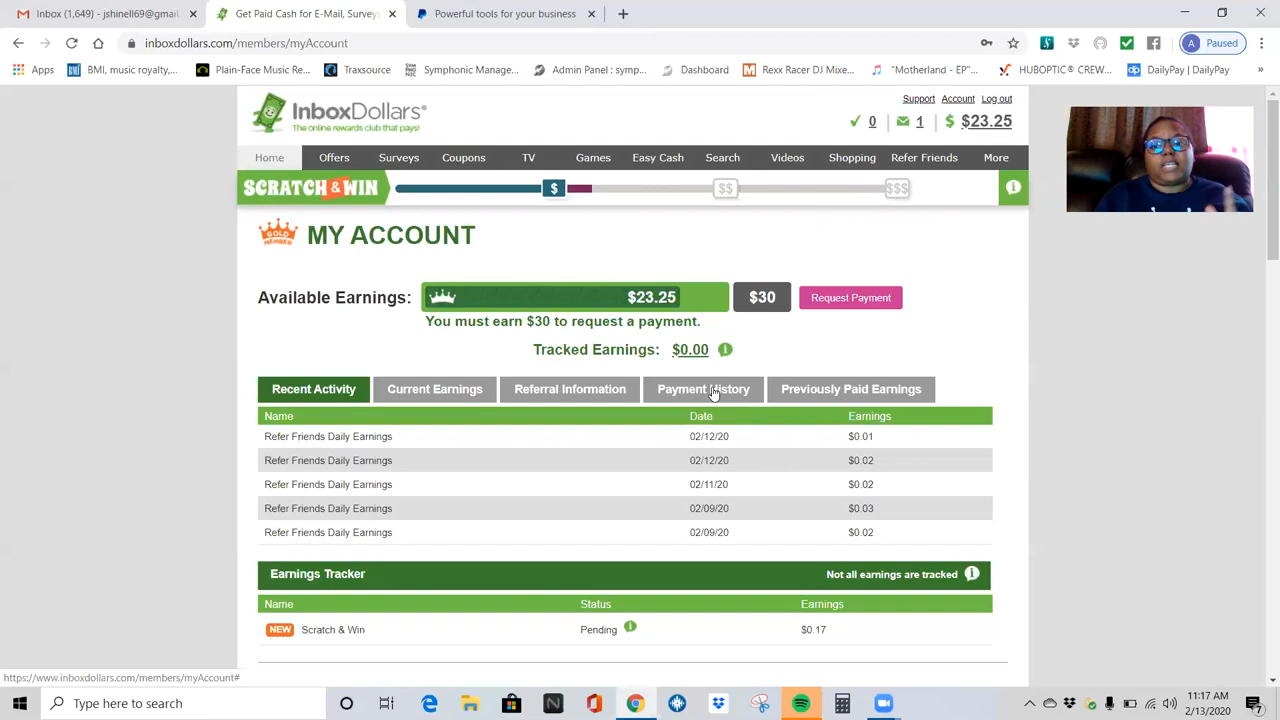 Inbox (1,649) - jshinell69@gmail
Get Paid Cash for E-Mail, Surveys
Powerful tools for your business
inboxdollars.com/members/myAccount
A Paused
Apps
BMI, music royalty,...
Plain-Face Music Re...
Traxsource
Symphonic Manage...
Admin Panel : symp...
Dashboard
Rexx Racer DJ Mixe...
"Motherland - EP"...
HUBOPTIC® CREW...
DailyPay | DailyPay
InboxDollars®
The online rewards club that pays!
Support Account Log out
0 1 $ $23.25
Home Offers Surveys Coupons TV Games Easy Cash Search Videos Shopping Refer Friends More
SCRATCH & WIN $ $$ $$$
GOLD MEMBER
MY ACCOUNT
Available Earnings: $23.25 $30 Request Payment
You must earn $30 to request a payment.
Tracked Earnings: $0.00
Recent Activity Current Earnings Referral Information Payment History Previously Paid Earnings
Name Date Earnings
Refer Friends Daily Earnings 02/12/20 $0.01
Refer Friends Daily Earnings 02/12/20 $0.02
Refer Friends Daily Earnings 02/11/20 $0.02
Refer Friends Daily Earnings 02/09/20 $0.03
Refer Friends Daily Earnings 02/09/20 $0.02
Earnings Tracker Not all earnings are tracked
Name Status Earnings
NEW Scratch & Win Pending $0.17
https://www.inboxdollars.com/members/myAccount#
Type here to search
11:17 AM
2/13/2020
7